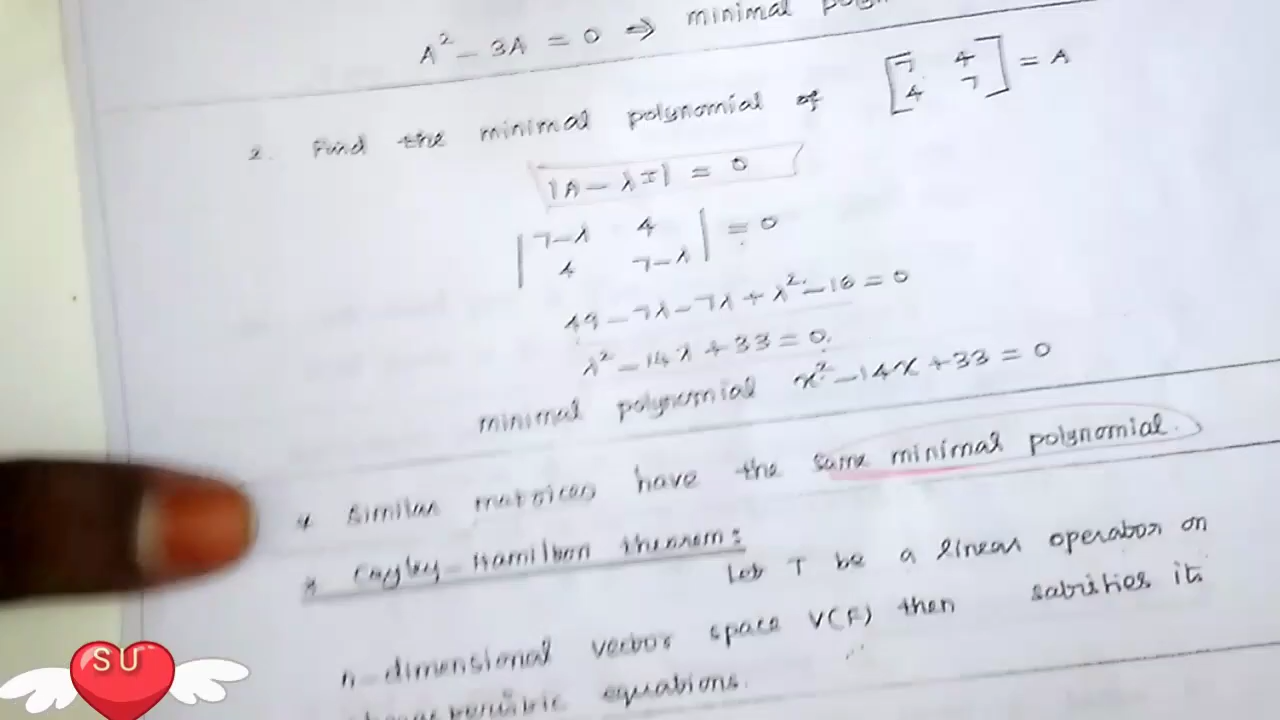 A² - 3A = 0 ⇒ minimal
2. Find the minimal polynomial of [7 4
4 7] = A
|A - λI| = 0
|7-λ 4
4 7-λ| = 0
49 - 7λ - 7λ + λ² - 16 = 0
λ² - 14λ + 33 = 0.
minimal polynomial x² - 14x + 33 = 0
* Similar matrices have the same minimal polynomial.
* Cayley-Hamilton theorem:
Let T be a linear operator on
n-dimensional vector space V(F) then satisfies its
equations.
SU